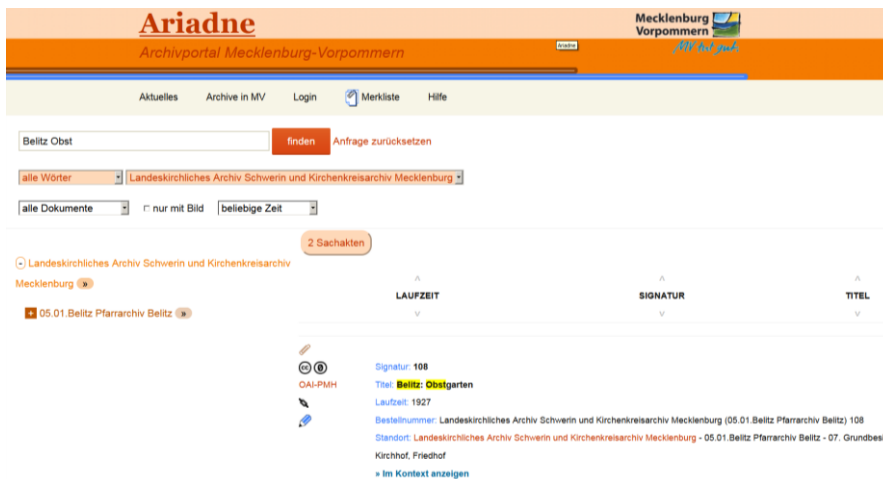 Ariadne
Archivportal Mecklenburg-Vorpommern
Mecklenburg
Vorpommern
MV tut gut.
Ariadne
Aktuelles Archive in MV Login Merkliste Hilfe
Belitz Obst finden Anfrage zurücksetzen
alle Wörter Landeskirchliches Archiv Schwerin und Kirchenkreisarchiv Mecklenburg
alle Dokumente nur mit Bild beliebige Zeit
2 Sachakten
- Landeskirchliches Archiv Schwerin und Kirchenkreisarchiv
Mecklenburg »
+ 05.01.Belitz Pfarrarchiv Belitz »
LAUFZEIT SIGNATUR TITEL
cc 0 Signatur: 108
OAI-PMH Titel: Belitz: Obstgarten
Laufzeit: 1927
Bestellnummer: Landeskirchliches Archiv Schwerin und Kirchenkreisarchiv Mecklenburg (05.01.Belitz Pfarrarchiv Belitz) 108
Standort: Landeskirchliches Archiv Schwerin und Kirchenkreisarchiv Mecklenburg - 05.01.Belitz Pfarrarchiv Belitz - 07. Grundbes
Kirchhof, Friedhof
» Im Kontext anzeigen